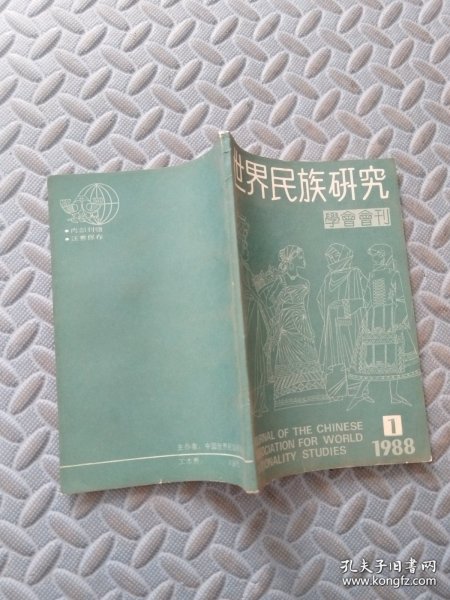 世界民族研究
學會會刊
JOURNAL OF THE CHINESE
ASSOCIATION FOR WORLD
NATIONALITY STUDIES
1
1988
•内部刊物
•注意保存
孔夫子旧书网
www.kongfz.com